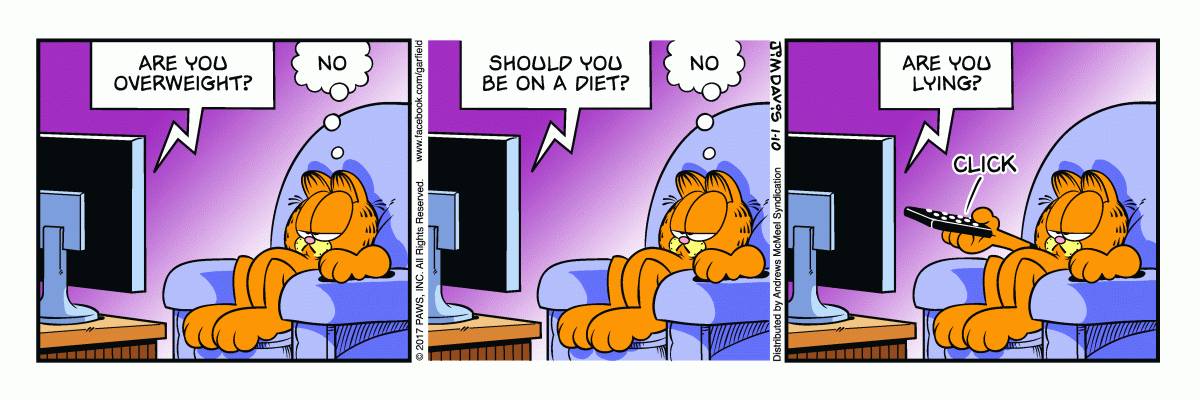 ARE YOU
OVERWEIGHT?
NO
© 2017 PAWS, INC. All Rights Reserved. www.facebook.com/garfield
SHOULD YOU
BE ON A DIET?
NO
JIM DAVIS 1·10
Distributed by Andrews McMeel Syndication
ARE YOU
LYING?
CLICK